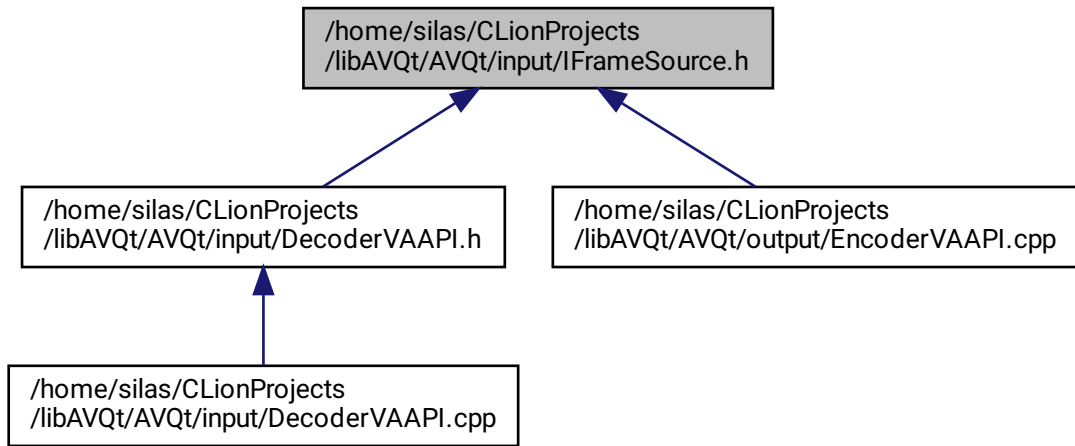 /home/silas/CLionProjects
/libAVQt/AVQt/input/IFrameSource.h
/home/silas/CLionProjects
/libAVQt/AVQt/input/DecoderVAAPI.h
/home/silas/CLionProjects
/libAVQt/AVQt/output/EncoderVAAPI.cpp
/home/silas/CLionProjects
/libAVQt/AVQt/input/DecoderVAAPI.cpp